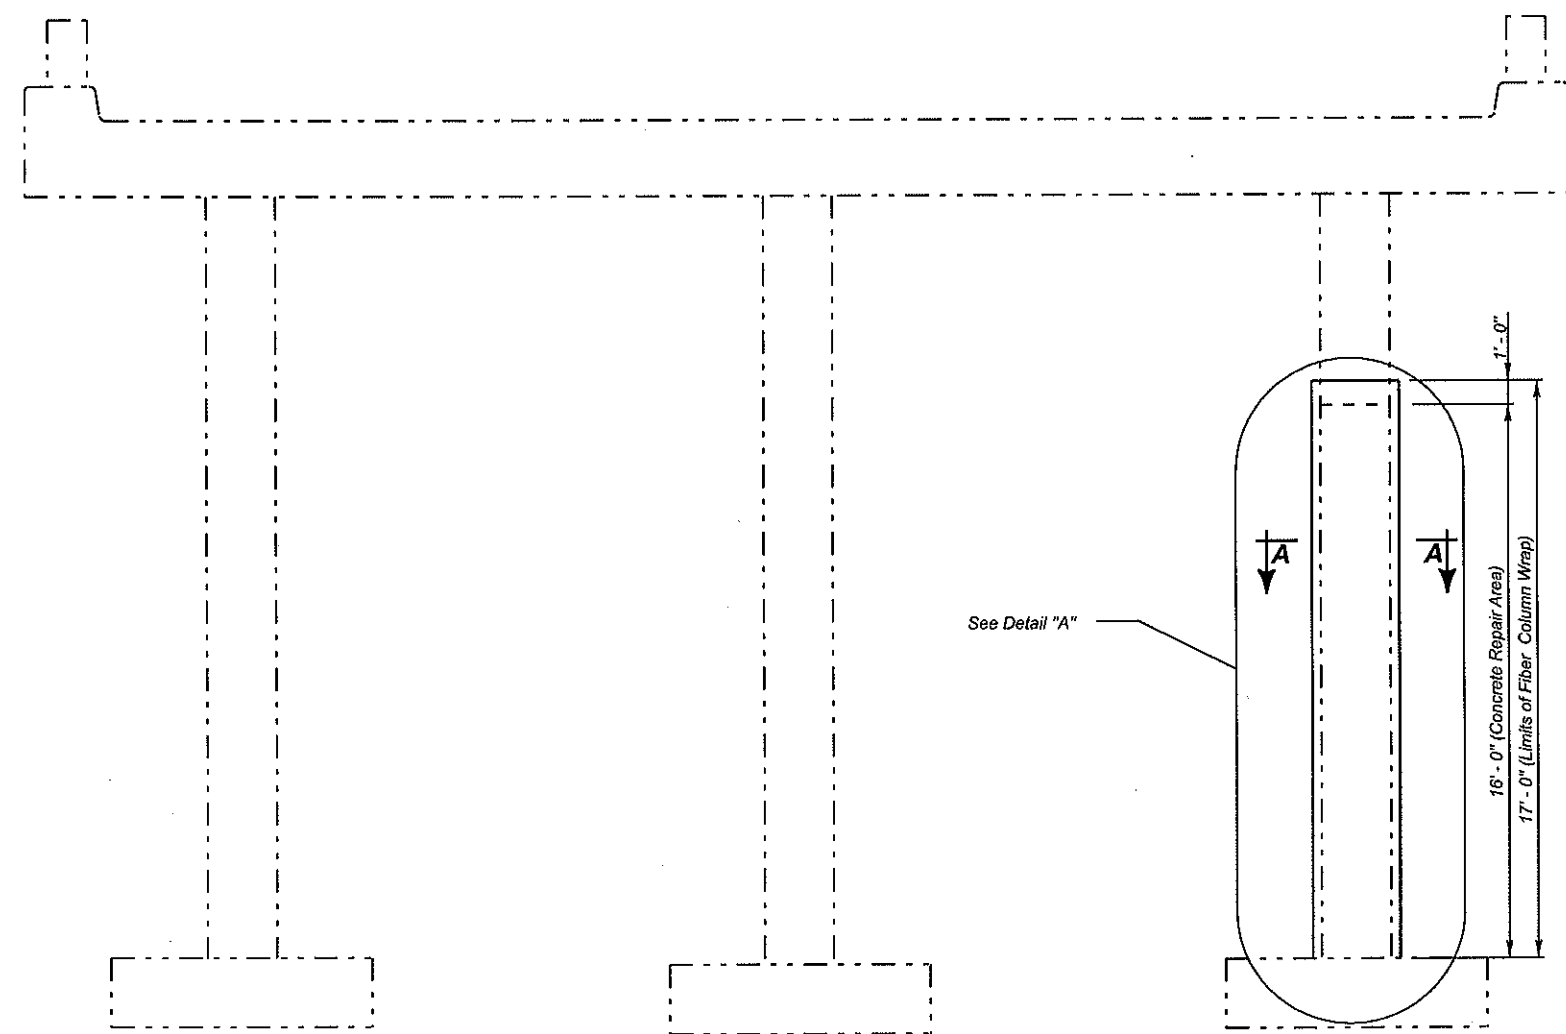 1' - 0"
A
A
See Detail "A"
16' - 0" (Concrete Repair Area)
17' - 0" (Limits of Fiber Column Wrap)